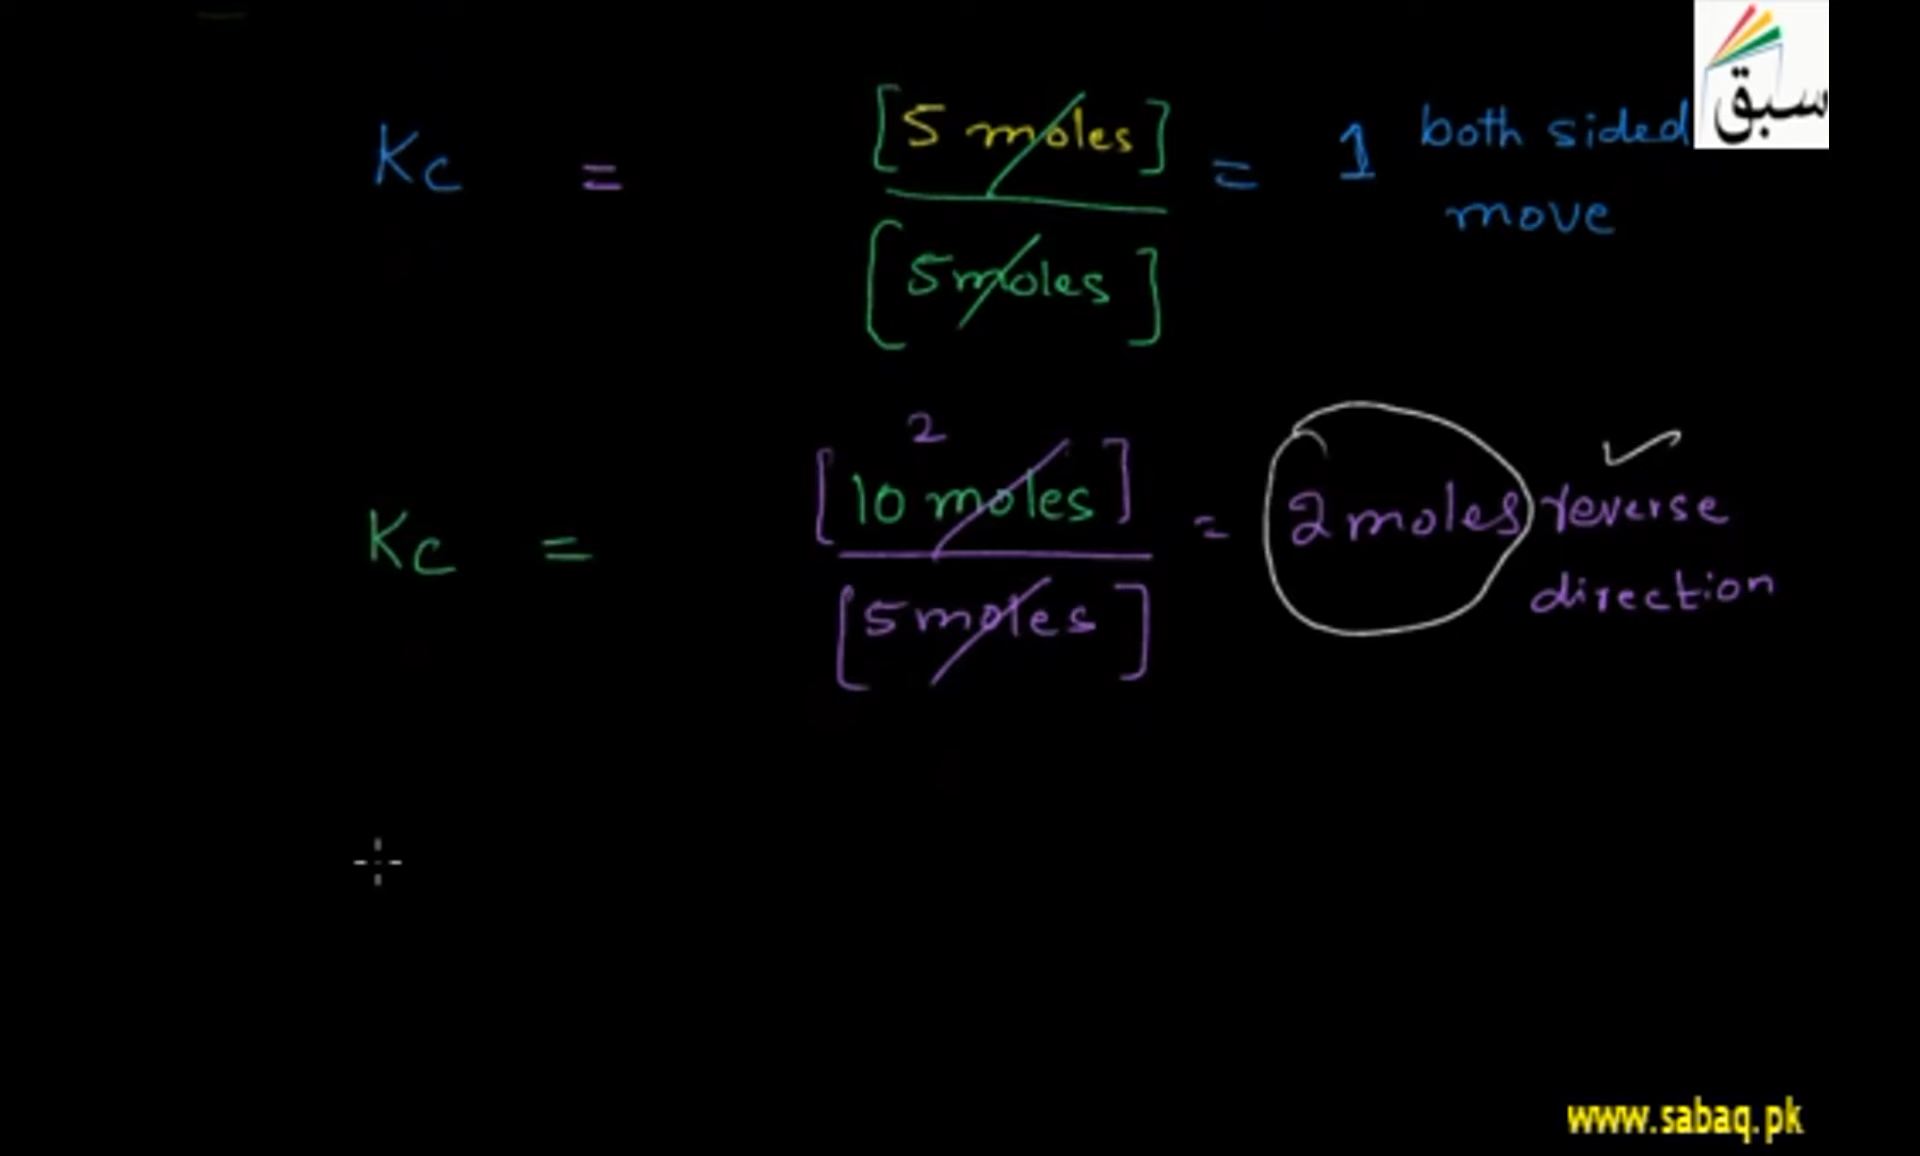 سبق
Kc = [5 moles] / [5 moles] = 1 both sided
move
2
Kc = [10 moles] / [5 moles] = 2 moles reverse
direction
www.sabaq.pk